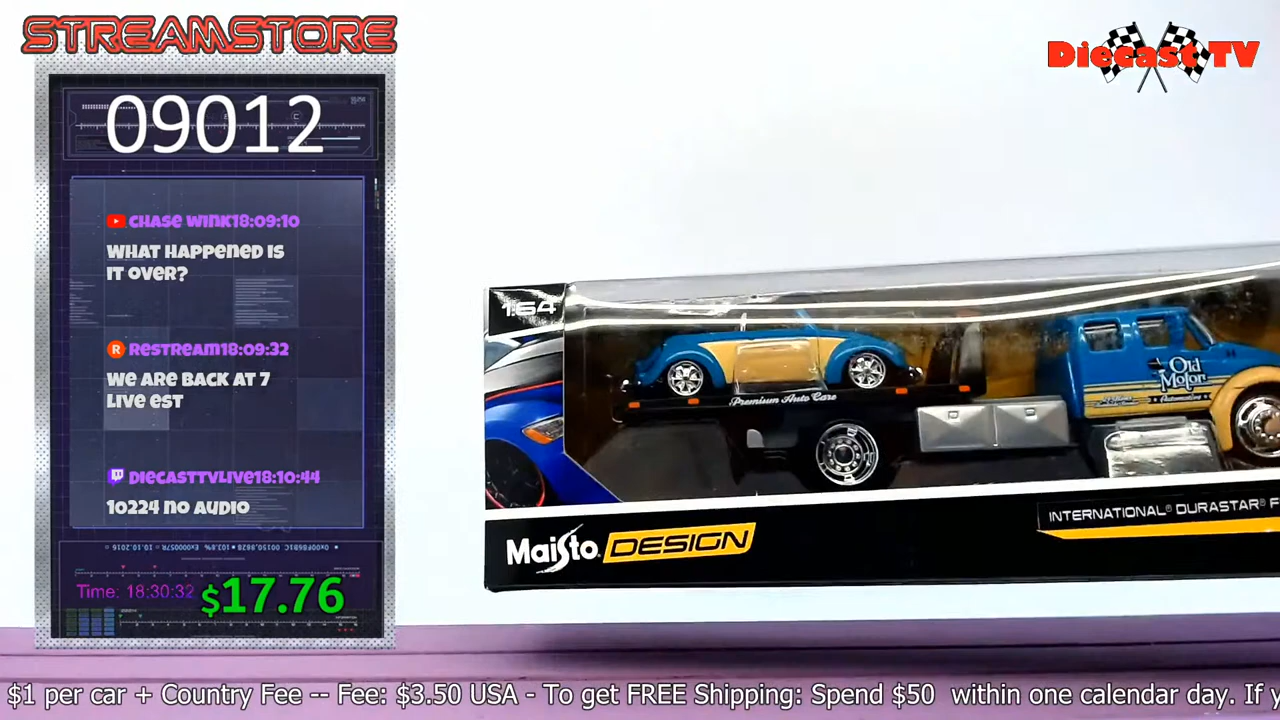 STREAMSTORE
Diecast TV
09012
Chase Wink18:09:10
What happened is
it over?
Restream18:09:32
We are back at 7
live est
DiecastTVLive18:10:44
10224 no audio
Time: 18:30:32
$17.76
1:64
Premium Auto Care
Old
Motor
Automotive
Maisto DESIGN
INTERNATIONAL® DURASTAR F
$1 per car + Country Fee -- Fee: $3.50 USA - To get FREE Shipping: Spend $50 within one calendar day. If y